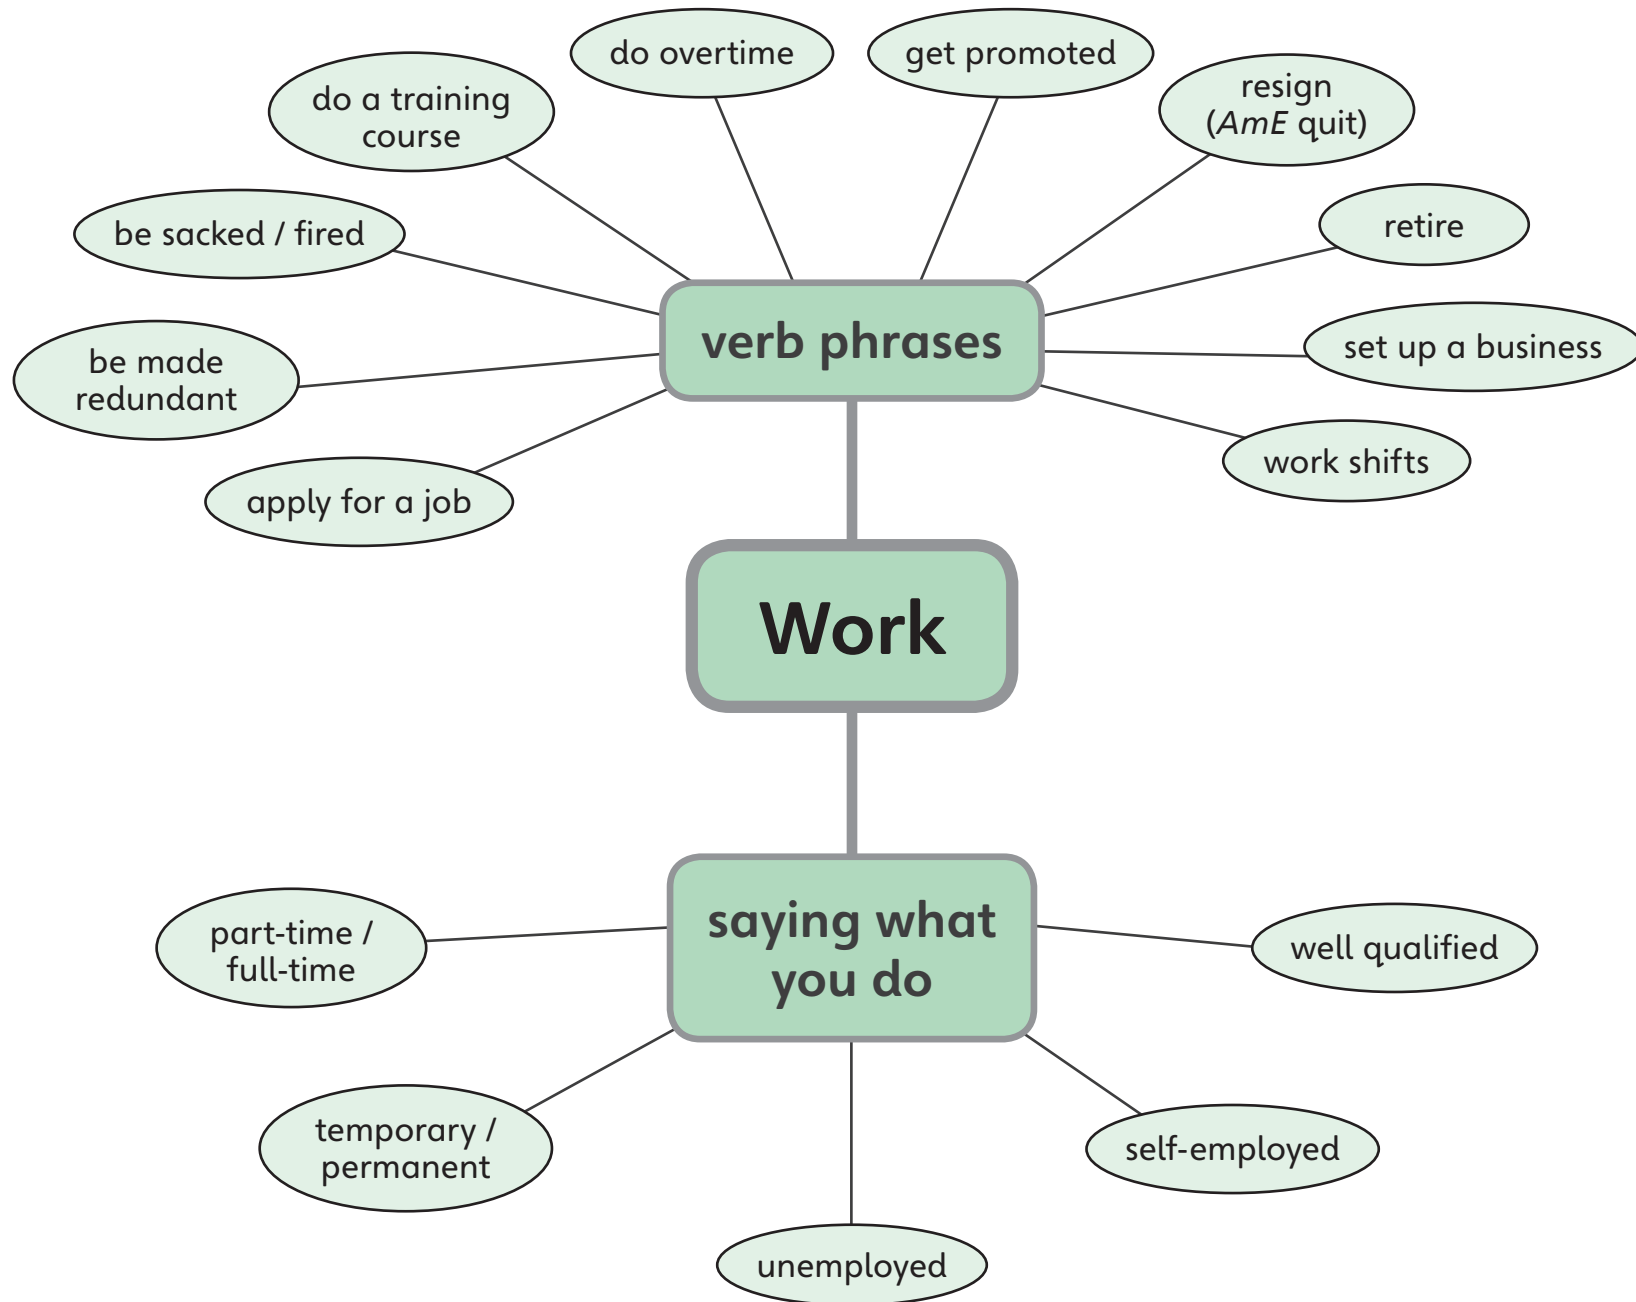 do overtime
get promoted
resign
(AmE quit)
do a training
course
retire
be sacked / fired
verb phrases
set up a business
be made
redundant
work shifts
apply for a job
Work
saying what
you do
part-time /
full-time
well qualified
temporary /
permanent
self-employed
unemployed